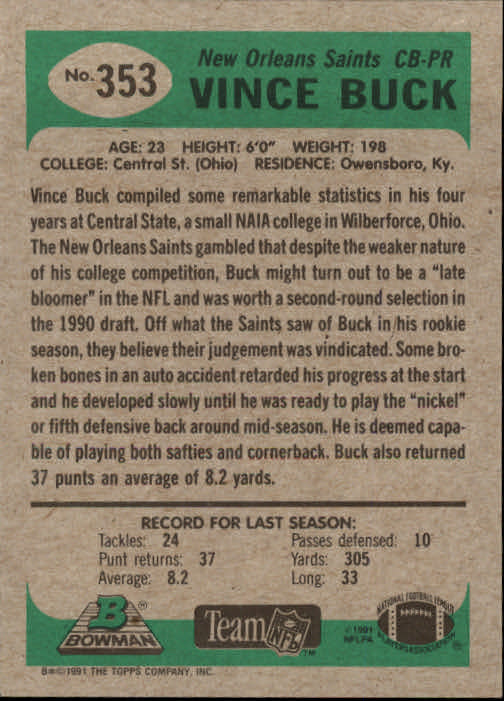 New Orleans Saints CB-PR
No. 353
VINCE BUCK
AGE: 23 HEIGHT: 6'0" WEIGHT: 198
COLLEGE: Central St. (Ohio) RESIDENCE: Owensboro, Ky.
Vince Buck compiled some remarkable statistics in his four
years at Central State, a small NAIA college in Wilberforce, Ohio.
The New Orleans Saints gambled that despite the weaker nature
of his college competition, Buck might turn out to be a "late
bloomer" in the NFL and was worth a second-round selection in
the 1990 draft. Off what the Saints saw of Buck in his rookie
season, they believe their judgement was vindicated. Some bro-
ken bones in an auto accident retarded his progress at the start
and he developed slowly until he was ready to play the "nickel"
or fifth defensive back around mid-season. He is deemed capa-
ble of playing both safties and cornerback. Buck also returned
37 punts an average of 8.2 yards.
RECORD FOR LAST SEASON:
Tackles: 24 Passes defensed: 10
Punt returns: 37 Yards: 305
Average: 8.2 Long: 33
B ®
BOWMAN
Team NFL ™
© 1991
NFLPA
NATIONAL FOOTBALL LEAGUE
PLAYERS ASSOCIATION ®
B®©1991 THE TOPPS COMPANY, INC.